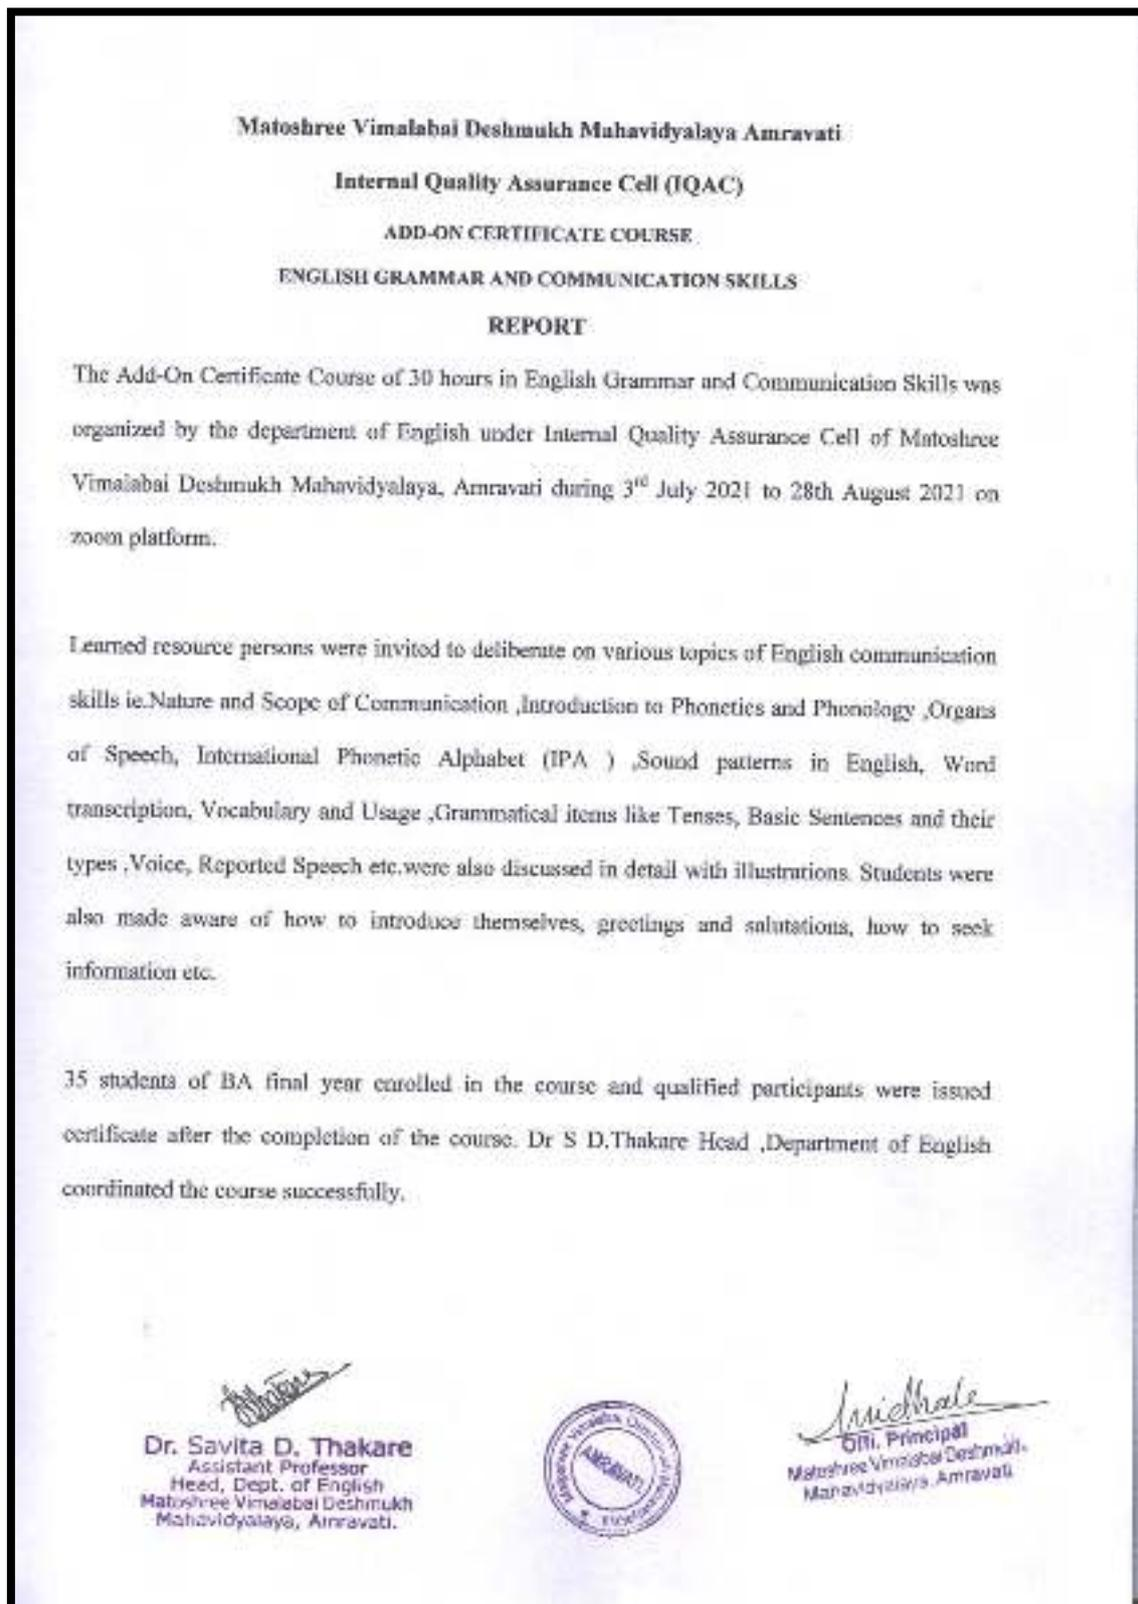 Matoshree Vimalabai Deshmukh Mahavidyalaya Amravati
Internal Quality Assurance Cell (IQAC)
ADD-ON CERTIFICATE COURSE
ENGLISH GRAMMAR AND COMMUNICATION SKILLS
REPORT
The Add-On Certificate Course of 30 hours in English Grammar and Communication Skills was
organized by the department of English under Internal Quality Assurance Cell of Matoshree
Vimalabai Deshmukh Mahavidyalaya, Amravati during 3rd July 2021 to 28th August 2021 on
zoom platform.
Learned resource persons were invited to deliberate on various topics of English communication
skills ie.Nature and Scope of Communication ,Introduction to Phonetics and Phonology ,Organs
of Speech, International Phonetic Alphabet (IPA ) ,Sound patterns in English, Word
transcription, Vocabulary and Usage ,Grammatical items like Tenses, Basic Sentences and their
types ,Voice, Reported Speech etc.were also discussed in detail with illustrations. Students were
also made aware of how to introduce themselves, greetings and salutations, how to seek
information etc.
35 students of BA final year enrolled in the course and qualified participants were issued
certificate after the completion of the course. Dr S D.Thakare Head ,Department of English
coordinated the course successfully.
Dr. Savita D. Thakare
Assistant Professor
Head, Dept. of English
Matoshree Vimalabai Deshmukh
Mahavidyalaya, Amravati.
AMRAVATI
Offi. Principal
Matoshree Vimalabai Deshmukh
Mahavidyalaya, Amravati